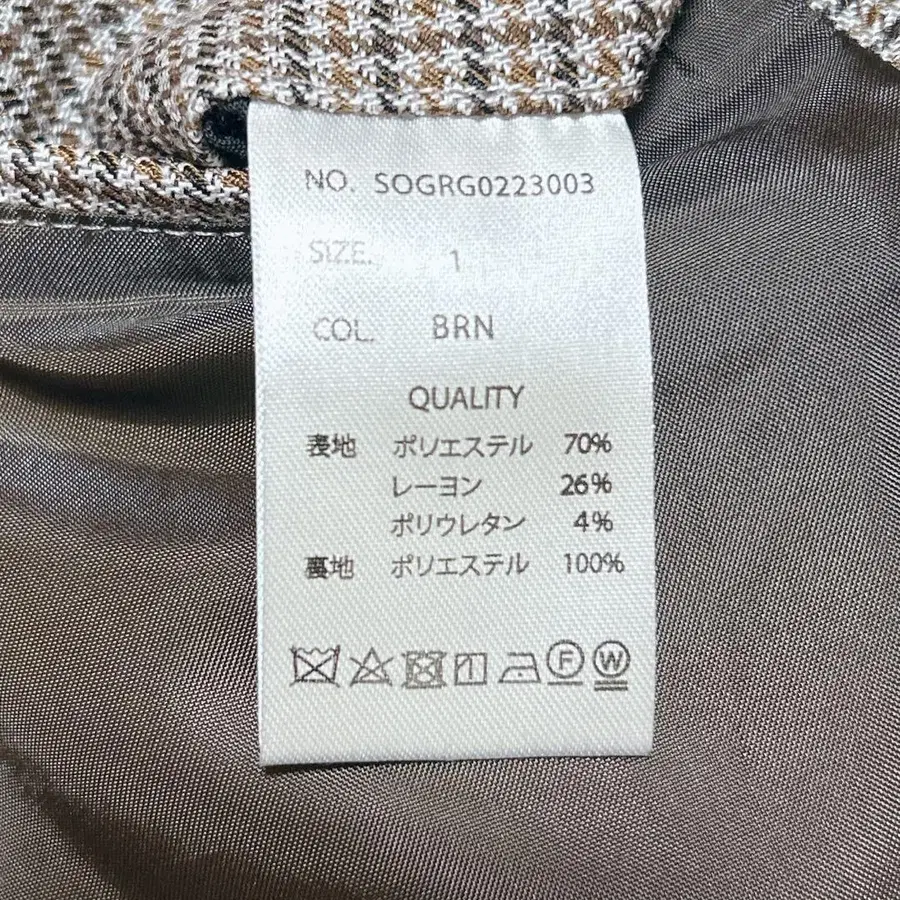 NO. SOGRG0223003
SIZE. 1
COL. BRN
QUALITY
表地 ポリエステル 70%
レーヨン 26%
ポリウレタン 4%
裏地 ポリエステル 100%
F W